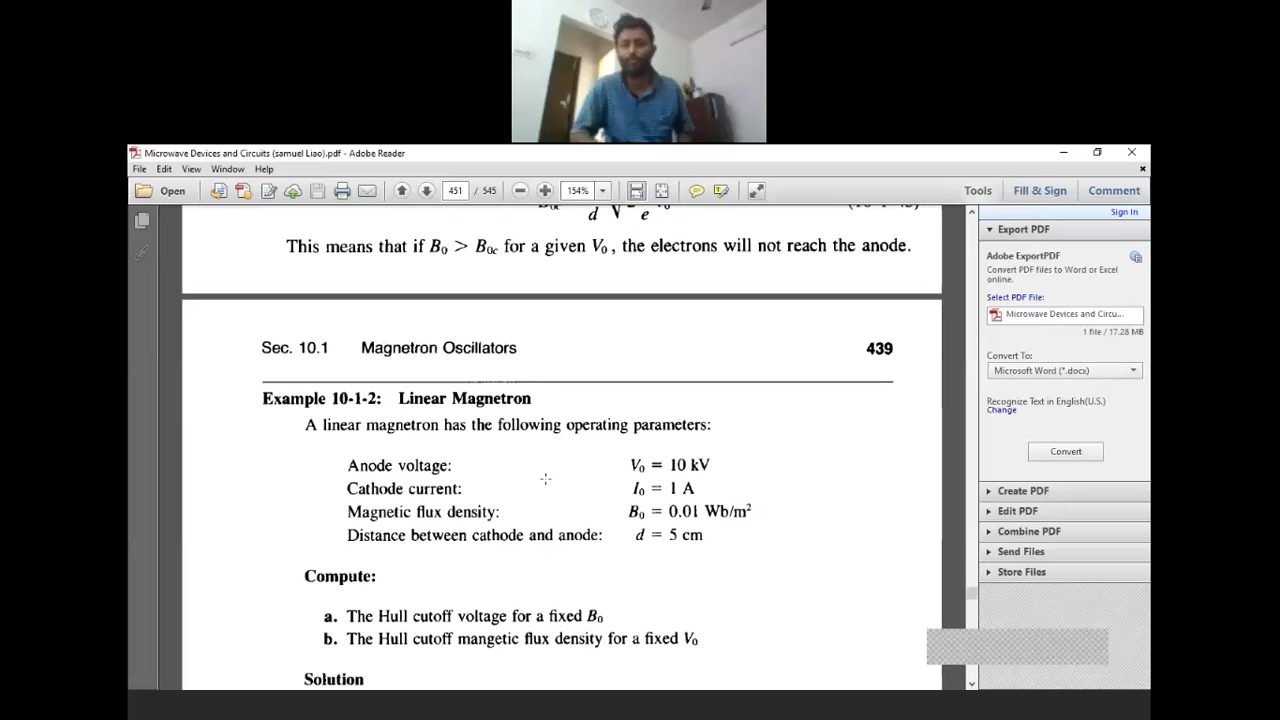 Microwave Devices and Circuits (samuel Liao).pdf - Adobe Reader
File Edit View Window Help
Open 451 / 545 154% Tools Fill & Sign Comment
Sign In
Export PDF
Adobe ExportPDF
Convert PDF files to Word or Excel
online.
Select PDF File:
Microwave Devices and Circu...
1 file / 17.28 MB
Convert To:
Microsoft Word (*.docx)
Recognize Text in English(U.S.)
Change
Convert
Create PDF
Edit PDF
Combine PDF
Send Files
Store Files
d √ e
This means that if B₀ > B₀c for a given V₀, the electrons will not reach the anode.
Sec. 10.1 Magnetron Oscillators 439
Example 10-1-2: Linear Magnetron
A linear magnetron has the following operating parameters:
Anode voltage: V₀ = 10 kV
Cathode current: I₀ = 1 A
Magnetic flux density: B₀ = 0.01 Wb/m²
Distance between cathode and anode: d = 5 cm
Compute:
a. The Hull cutoff voltage for a fixed B₀
b. The Hull cutoff mangetic flux density for a fixed V₀
Solution